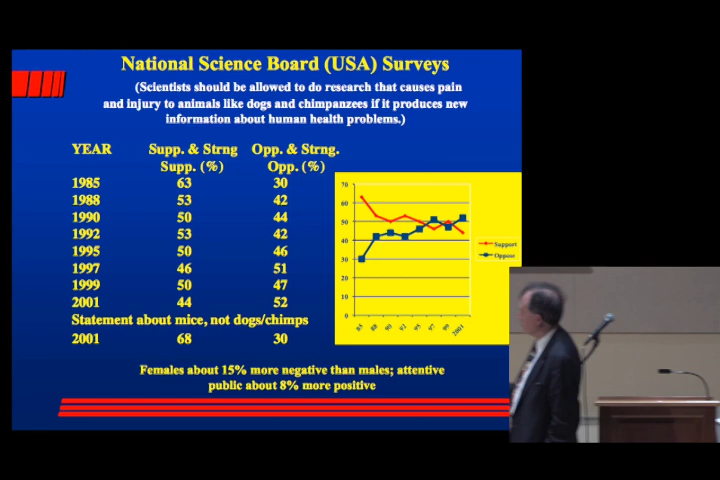 National Science Board (USA) Surveys
(Scientists should be allowed to do research that causes pain
and injury to animals like dogs and chimpanzees if it produces new
information about human health problems.)
YEAR Supp. & Strng Opp. & Strng.
Supp. (%) Opp. (%)
1985 63 30
1988 53 42
1990 50 44
1992 53 42
1995 50 46
1997 46 51
1999 50 47
2001 44 52
Statement about mice, not dogs/chimps
2001 68 30
70
60
50
40
30
20
10
0
85 88 90 92 95 97 99 2001
Support
Oppose
Females about 15% more negative than males; attentive
public about 8% more positive